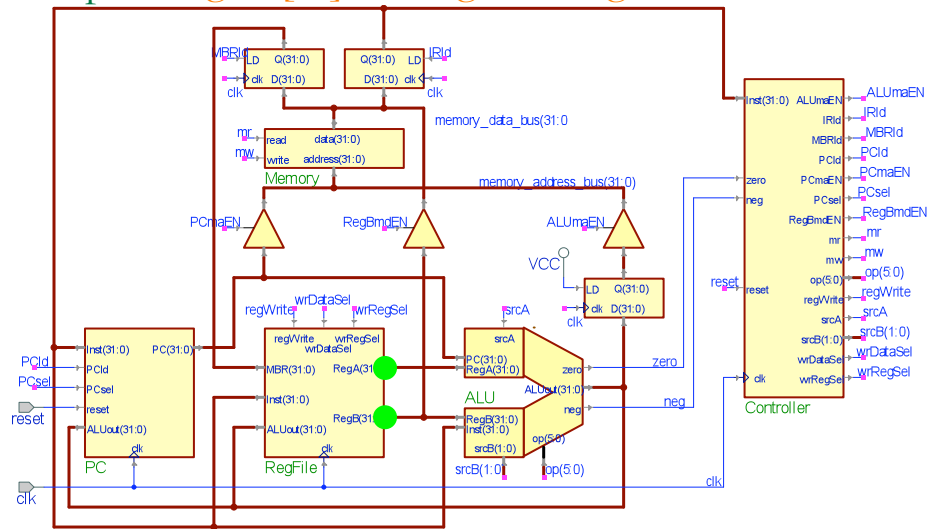 MBRld
LD
Q(31:0)
clk
D(31:0)
clk
Q(31:0)
LD
IRld
D(31:0)
clk
clk
memory_data_bus(31:0
mr
read
data(31:0)
mw
write
address(31:0)
Memory
memory_address_bus(31:0)
PCmaEN
RegBmdEN
ALUmaEN
VCC
LD
Q(31:0)
clk
D(31:0)
clk
Inst(31:0)
PC(31:0)
PCld
PCld
PCsel
PCsel
reset
reset
ALUout(31:0)
clk
PC
clk
regWrite
wrDataSel
wrRegSel
regWrite
wrRegSel
wrDataSel
MBR(31:0)
RegA(31
Inst(31:0)
RegB(31
ALUout(31:0)
clk
RegFile
srcA
srcA
PC(31:0)
RegA(31:0)
zero
zero
ALU
ALUout(31:0)
RegB(31:0)
Inst(31:0)
neg
neg
srcB(1:0)
op(5:0)
srcB(1:0)
op(5:0)
clk
Inst(31:0)
zero
neg
reset
reset
clk
ALUmaEN
ALUmaEN
IRld
IRld
MBRld
MBRld
PCld
PCld
PCmaEN
PCmaEN
PCsel
PCsel
RegBmdEN
RegBmdEN
mr
mr
mw
mw
op(5:0)
op(5:0)
regWrite
regWrite
srcA
srcA
srcB(1:0)
srcB(1:0)
wrDataSel
wrDataSel
wrRegSel
wrRegSel
Controller